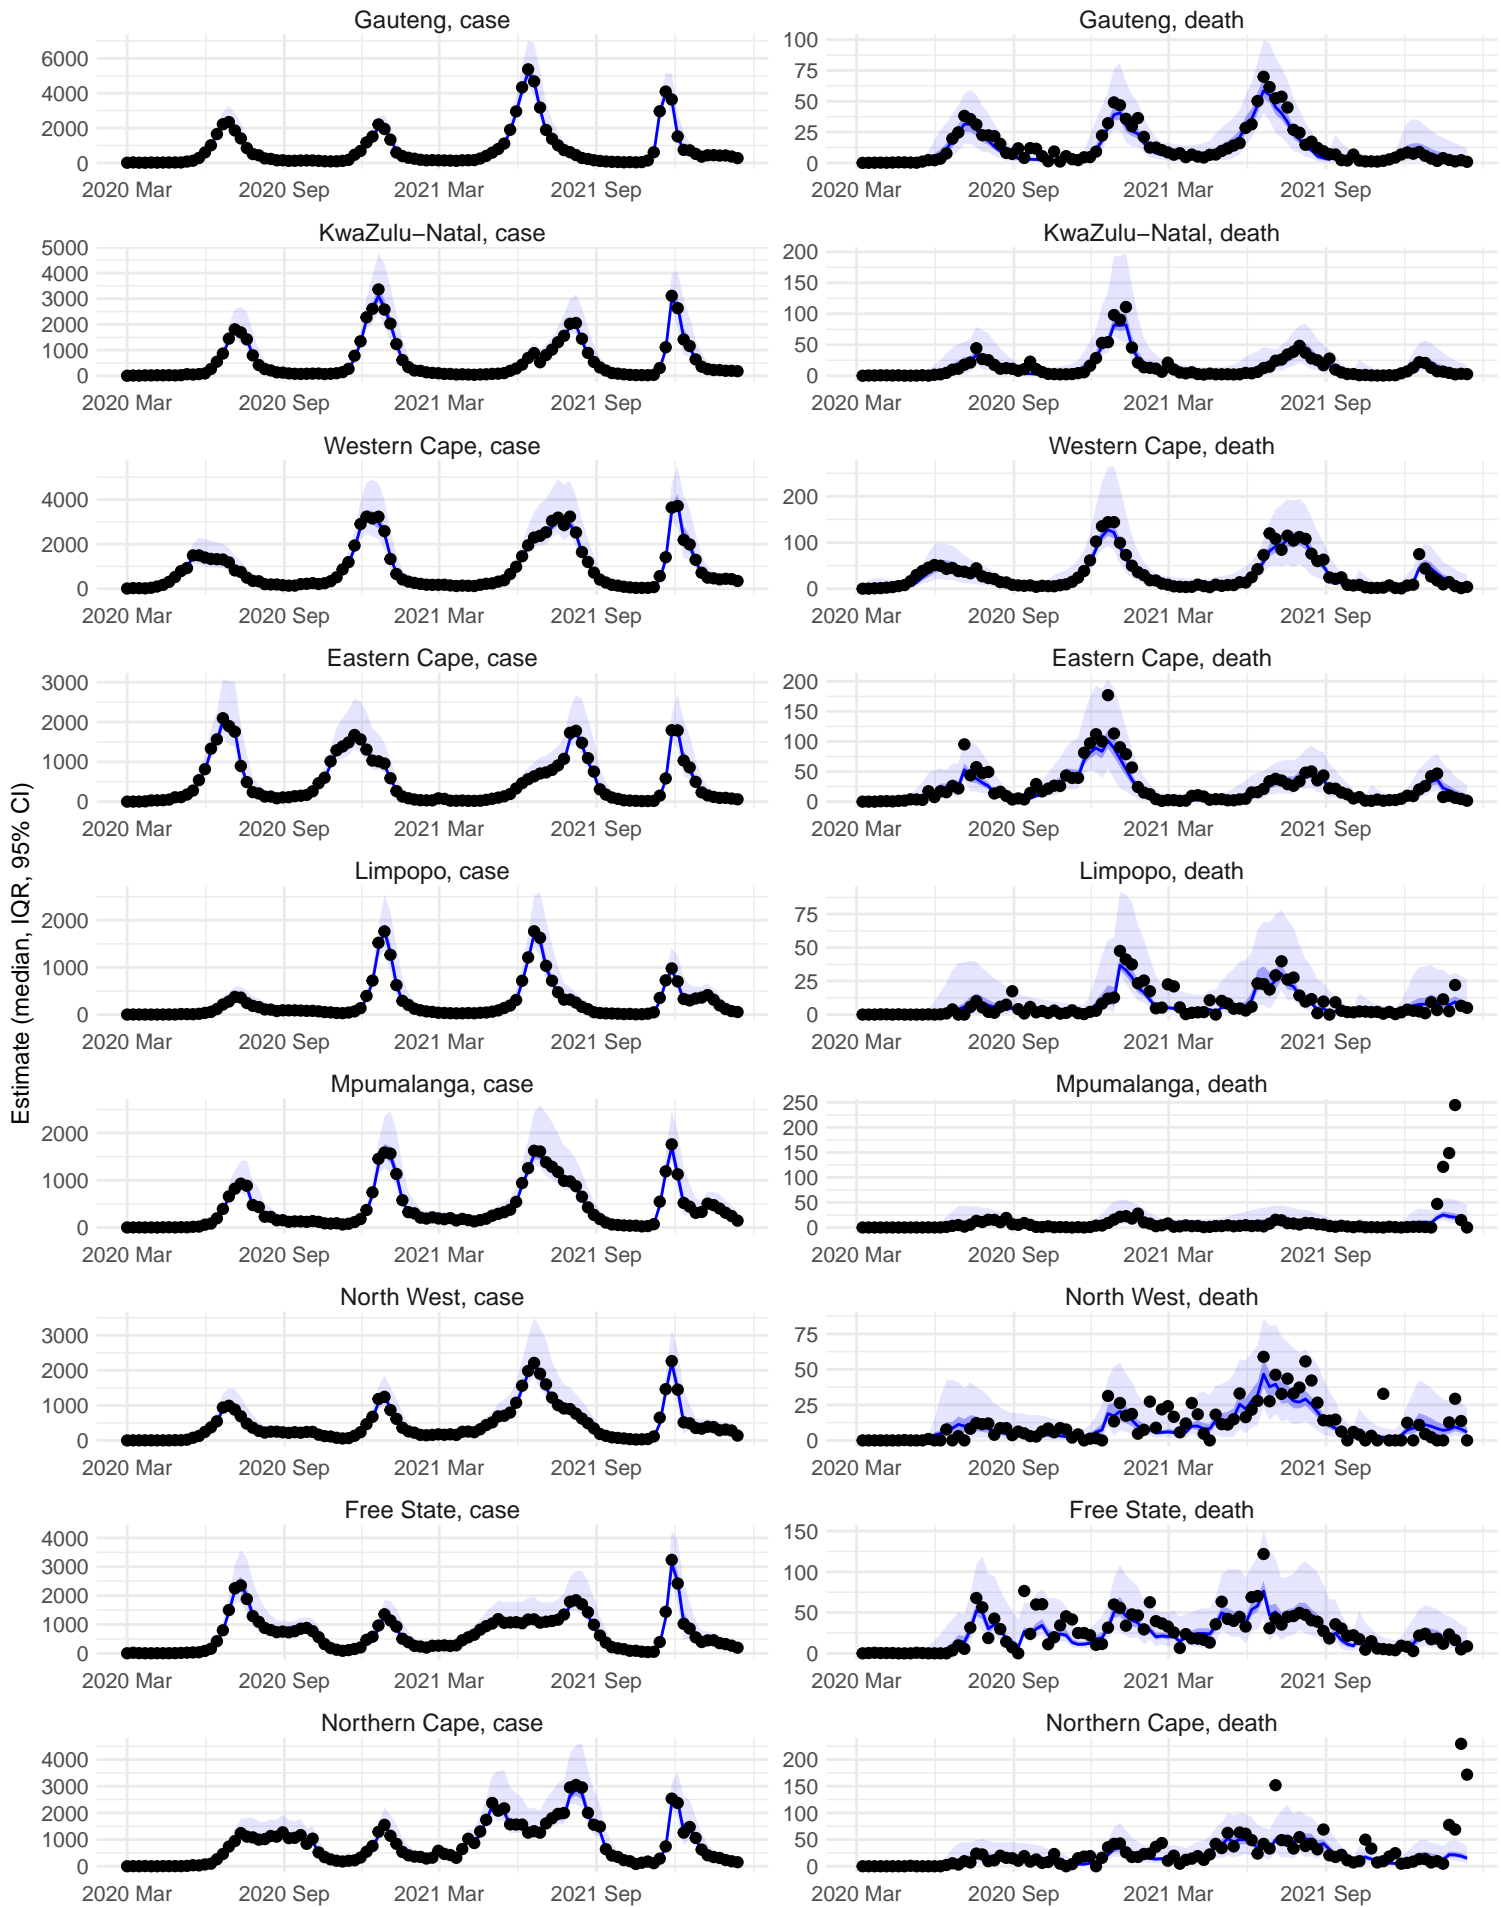 Gauteng, case
Gauteng, death
6000
4000
2000
0
100
75
50
25
0
2020 Mar 2020 Sep 2021 Mar 2021 Sep
2020 Mar 2020 Sep 2021 Mar 2021 Sep
KwaZulu−Natal, case
KwaZulu−Natal, death
5000
4000
3000
2000
1000
0
200
150
100
50
0
2020 Mar 2020 Sep 2021 Mar 2021 Sep
2020 Mar 2020 Sep 2021 Mar 2021 Sep
Western Cape, case
Western Cape, death
4000
2000
0
200
100
0
2020 Mar 2020 Sep 2021 Mar 2021 Sep
2020 Mar 2020 Sep 2021 Mar 2021 Sep
Eastern Cape, case
Eastern Cape, death
3000
2000
1000
0
200
150
100
50
0
2020 Mar 2020 Sep 2021 Mar 2021 Sep
2020 Mar 2020 Sep 2021 Mar 2021 Sep
Estimate (median, IQR, 95% CI)
Limpopo, case
Limpopo, death
2000
1000
0
75
50
25
0
2020 Mar 2020 Sep 2021 Mar 2021 Sep
2020 Mar 2020 Sep 2021 Mar 2021 Sep
Mpumalanga, case
Mpumalanga, death
2000
1000
0
250
200
150
100
50
0
2020 Mar 2020 Sep 2021 Mar 2021 Sep
2020 Mar 2020 Sep 2021 Mar 2021 Sep
North West, case
North West, death
3000
2000
1000
0
75
50
25
0
2020 Mar 2020 Sep 2021 Mar 2021 Sep
2020 Mar 2020 Sep 2021 Mar 2021 Sep
Free State, case
Free State, death
4000
3000
2000
1000
0
150
100
50
0
2020 Mar 2020 Sep 2021 Mar 2021 Sep
2020 Mar 2020 Sep 2021 Mar 2021 Sep
Northern Cape, case
Northern Cape, death
4000
3000
2000
1000
0
200
150
100
50
0
2020 Mar 2020 Sep 2021 Mar 2021 Sep
2020 Mar 2020 Sep 2021 Mar 2021 Sep